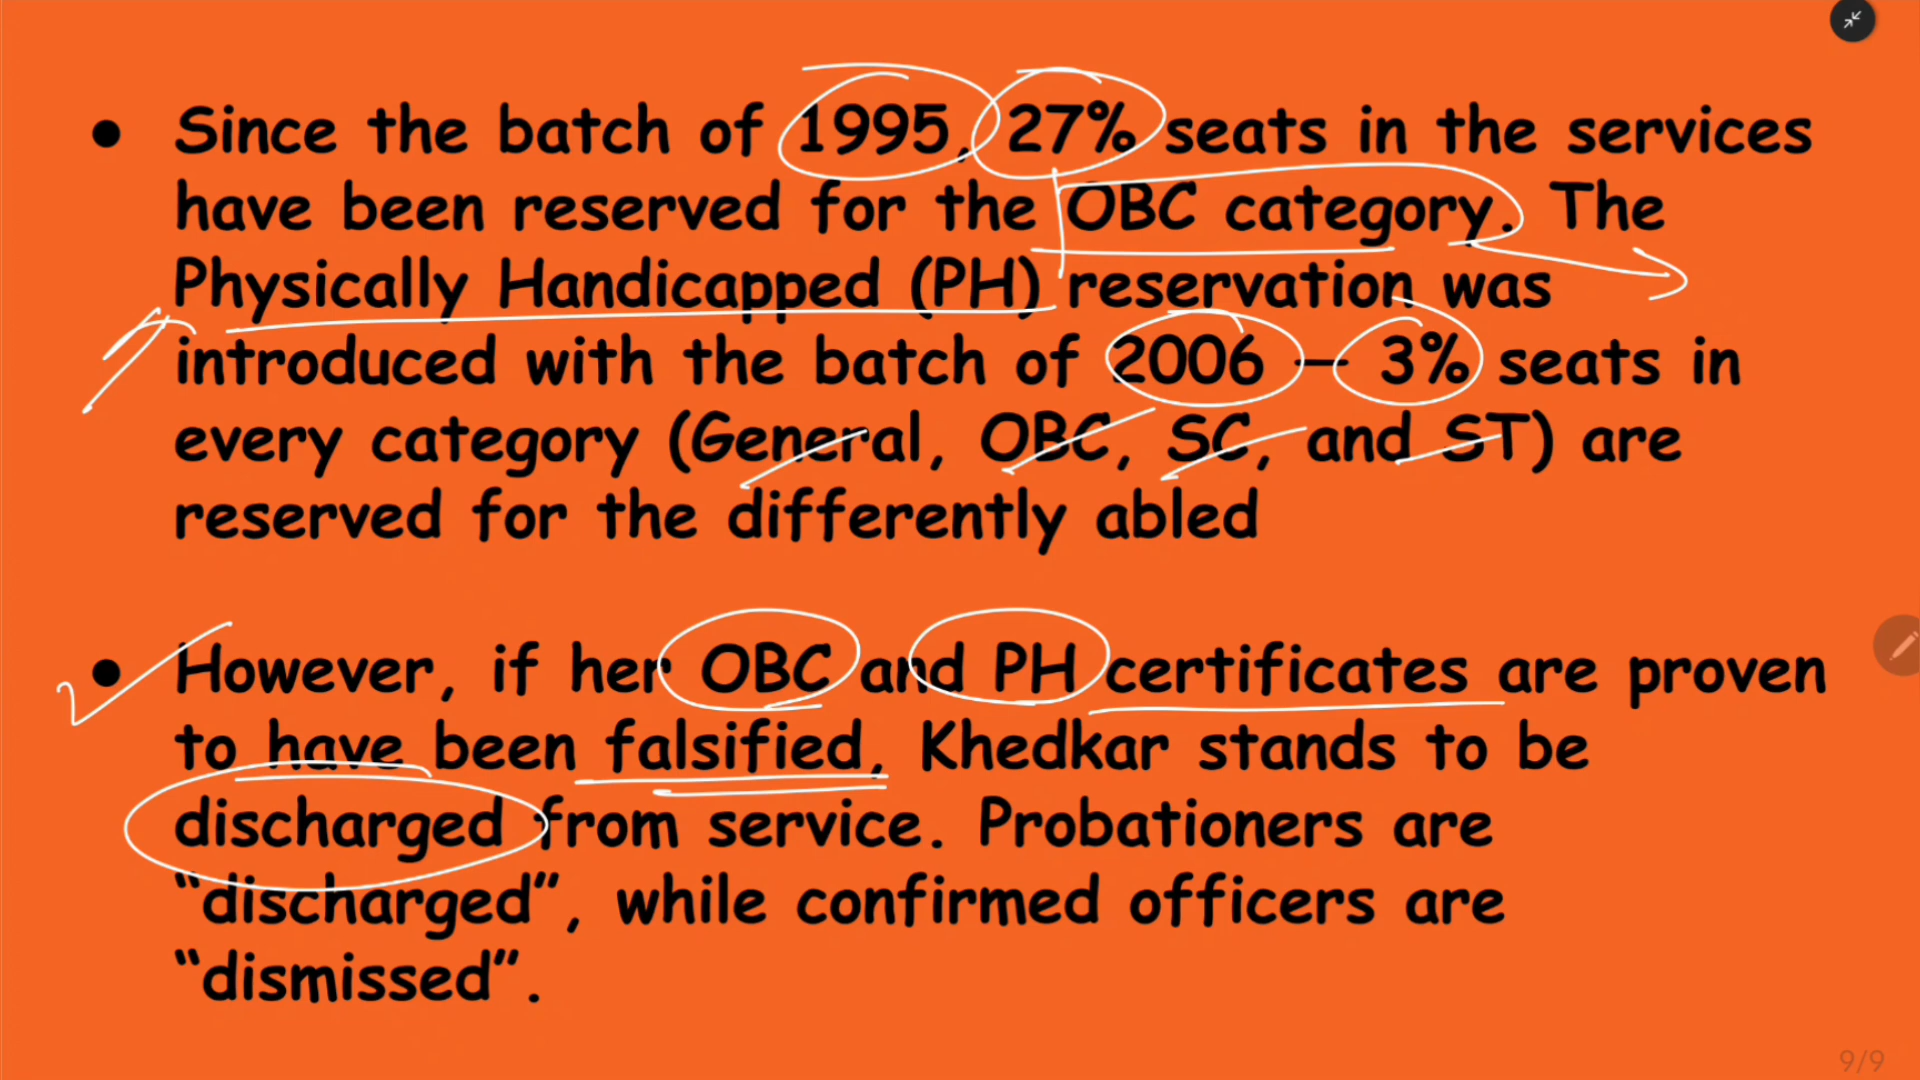 ● Since the batch of 1995, 27% seats in the services
have been reserved for the OBC category. The
Physically Handicapped (PH) reservation was
introduced with the batch of 2006 – 3% seats in
every category (General, OBC, SC, and ST) are
reserved for the differently abled
● However, if her OBC and PH certificates are proven
to have been falsified, Khedkar stands to be
discharged from service. Probationers are
“discharged”, while confirmed officers are
“dismissed”.
9/9